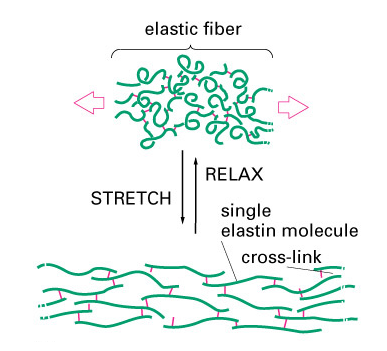 elastic fiber
RELAX
STRETCH
single
elastin molecule
cross-link